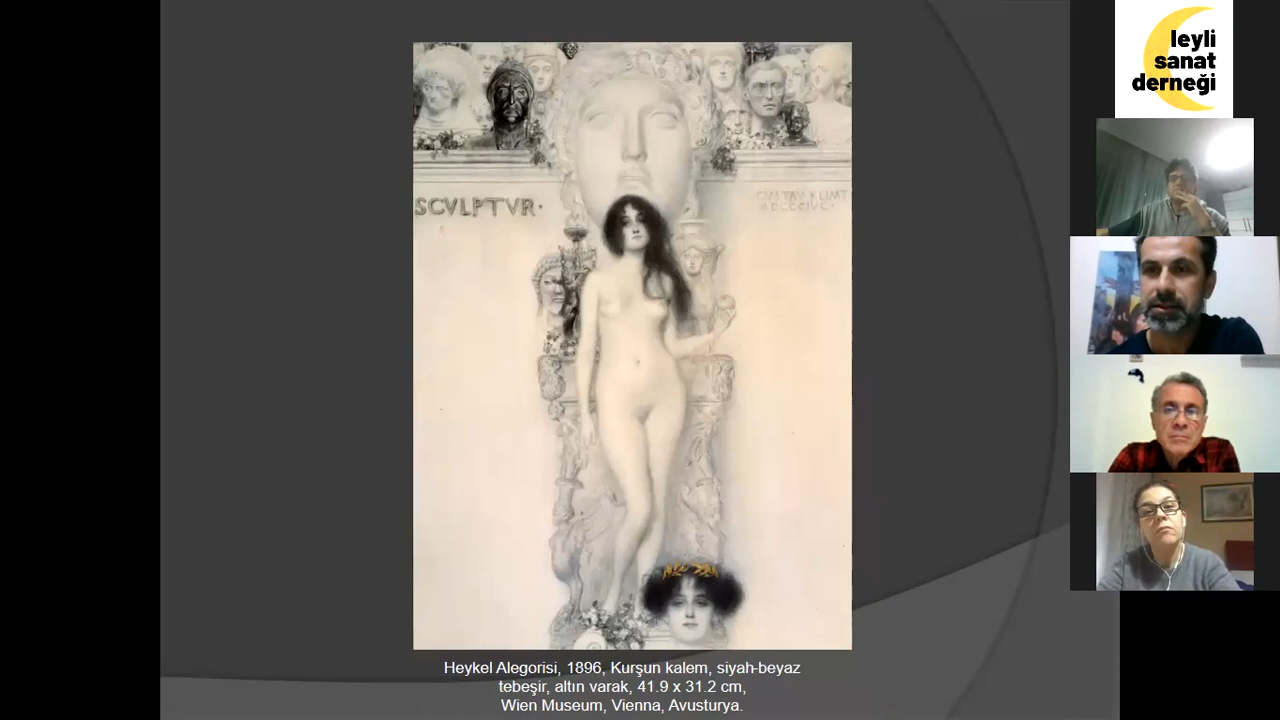 leyli
sanat
derneği
SCVLPTVR·
GVSTAV·KLIMT
Heykel Alegorisi, 1896, Kurşun kalem, siyah-beyaz
tebeşir, altın varak, 41.9 x 31.2 cm,
Wien Museum, Vienna, Avusturya.